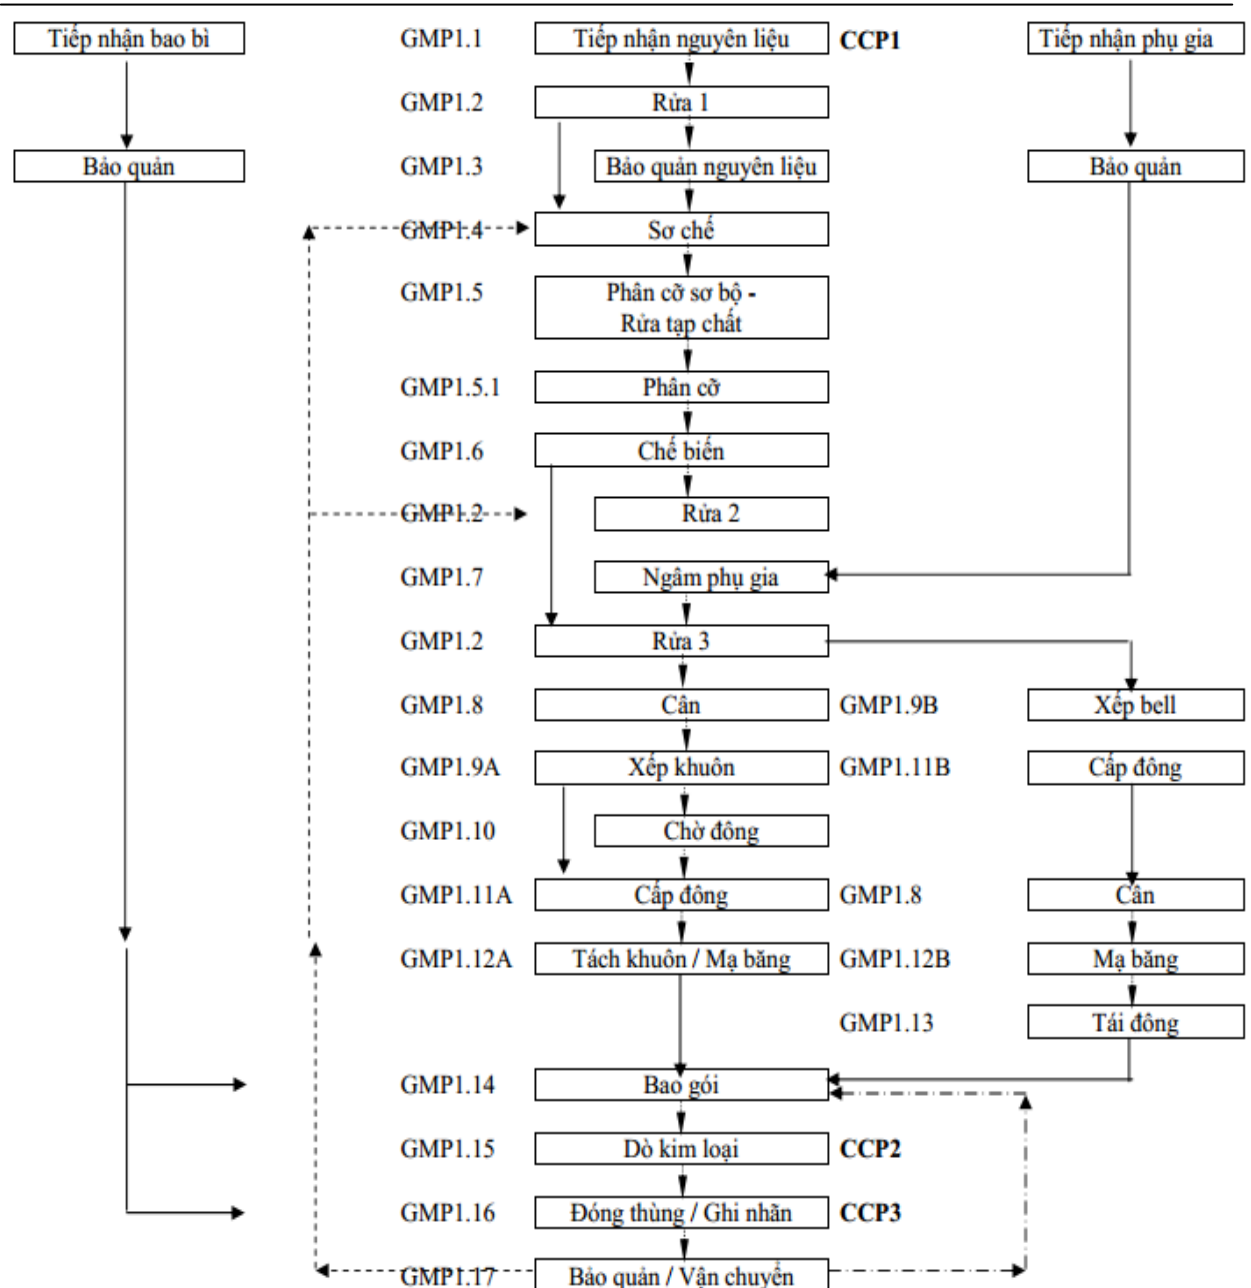 Tiếp nhận bao bì
GMP1.1
Tiếp nhận nguyên liệu
CCP1
Tiếp nhận phụ gia
GMP1.2
Rửa 1
Bảo quản
GMP1.3
Bảo quản nguyên liệu
Bảo quản
GMP1.4
Sơ chế
GMP1.5
Phân cỡ sơ bộ -
Rửa tạp chất
GMP1.5.1
Phân cỡ
GMP1.6
Chế biến
GMP1.2
Rửa 2
GMP1.7
Ngâm phụ gia
GMP1.2
Rửa 3
GMP1.8
Cân
GMP1.9B
Xếp bell
GMP1.9A
Xếp khuôn
GMP1.11B
Cấp đông
GMP1.10
Chờ đông
GMP1.11A
Cấp đông
GMP1.8
Cân
GMP1.12A
Tách khuôn / Mạ băng
GMP1.12B
Mạ băng
GMP1.13
Tái đông
GMP1.14
Bao gói
GMP1.15
Dò kim loại
CCP2
GMP1.16
Đóng thùng / Ghi nhãn
CCP3
GMP1.17
Bảo quản / Vận chuyển